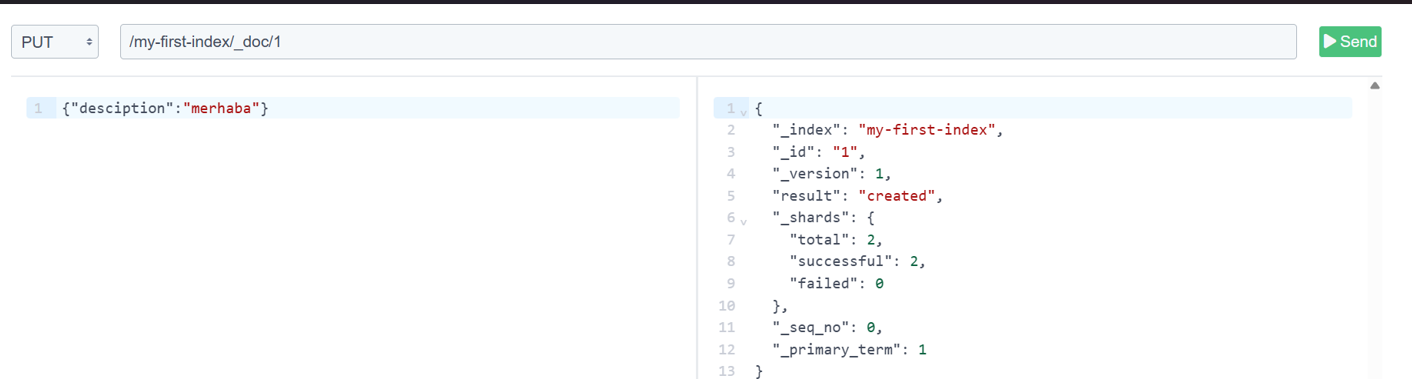 PUT /my-first-index/_doc/1 Send
1 {"desciption":"merhaba"}
1 {
2 "_index": "my-first-index",
3 "_id": "1",
4 "_version": 1,
5 "result": "created",
6 "_shards": {
7 "total": 2,
8 "successful": 2,
9 "failed": 0
10 },
11 "_seq_no": 0,
12 "_primary_term": 1
13 }